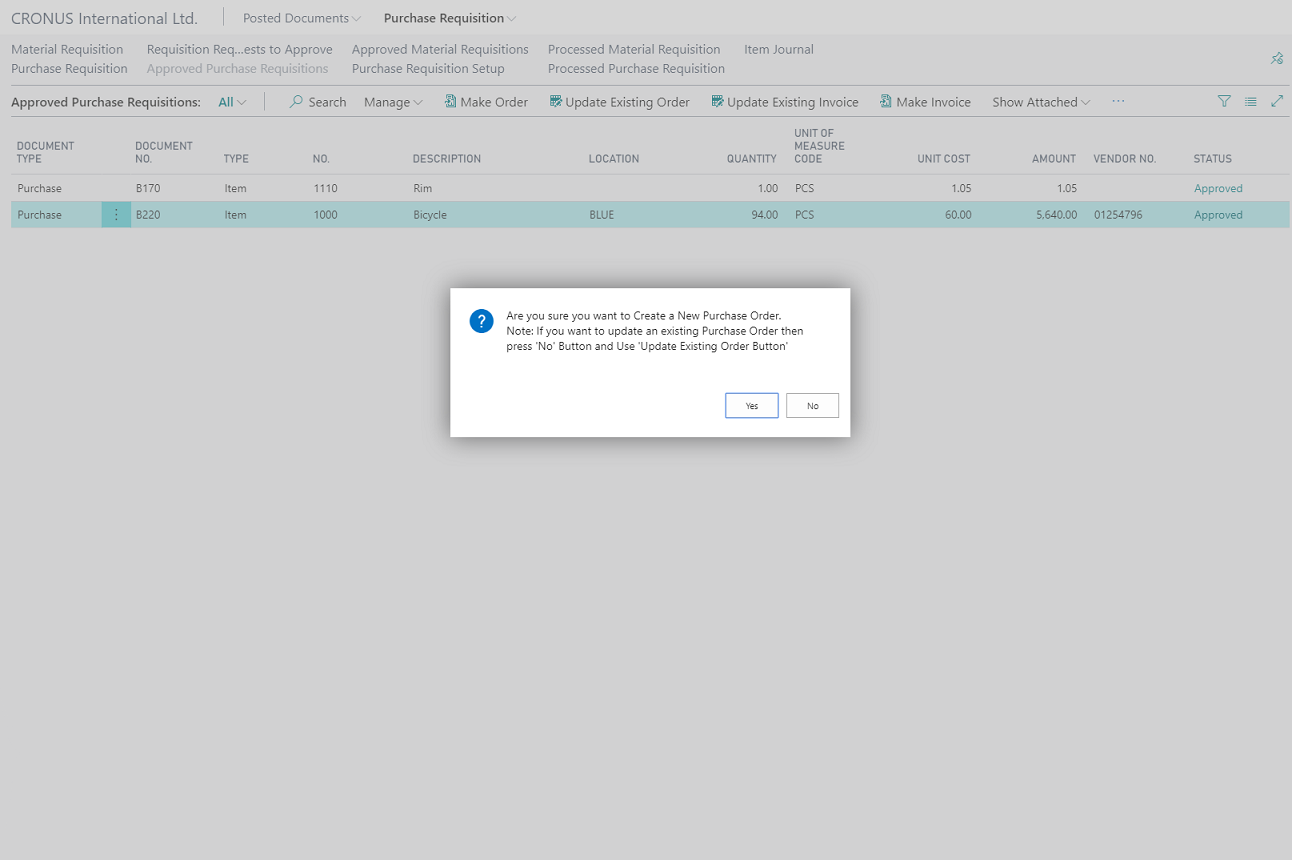 CRONUS International Ltd. Posted Documents Purchase Requisition
Material Requisition Requisition Req...ests to Approve Approved Material Requisitions Processed Material Requisition Item Journal
Purchase Requisition Approved Purchase Requisitions Purchase Requisition Setup Processed Purchase Requisition
Approved Purchase Requisitions: All Search Manage Make Order Update Existing Order Update Existing Invoice Make Invoice Show Attached ...
DOCUMENT TYPE DOCUMENT NO. TYPE NO. DESCRIPTION LOCATION QUANTITY UNIT OF MEASURE CODE UNIT COST AMOUNT VENDOR NO. STATUS
Purchase B170 Item 1110 Rim 1.00 PCS 1.05 1.05 Approved
Purchase B220 Item 1000 Bicycle BLUE 94.00 PCS 60.00 5,640.00 01254796 Approved
?
Are you sure you want to Create a New Purchase Order.
Note: If you want to update an existing Purchase Order then
press 'No' Button and Use 'Update Existing Order Button'
Yes No